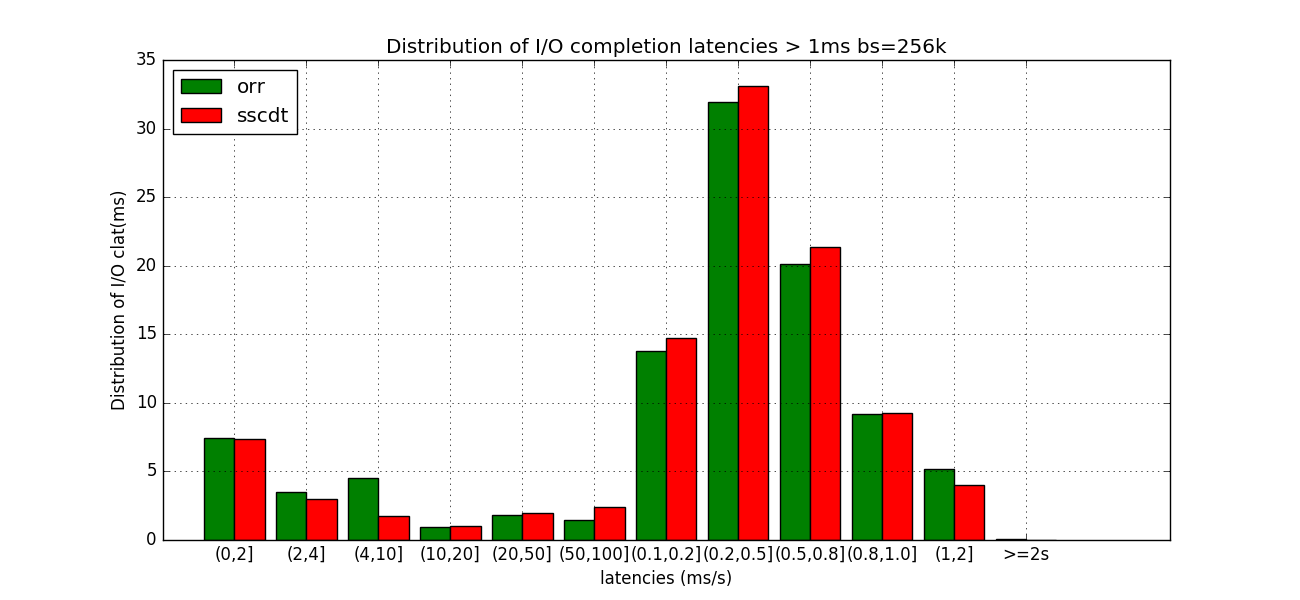 Distribution of I/O completion latencies > 1ms bs=256k
orr
sscdt
Distribution of I/O clat(ms)
35
30
25
20
15
10
5
0
(0,2] (2,4] (4,10] (10,20] (20,50] (50,100] (0.1,0.2] (0.2,0.5] (0.5,0.8] (0.8,1.0] (1,2] >=2s
latencies (ms/s)